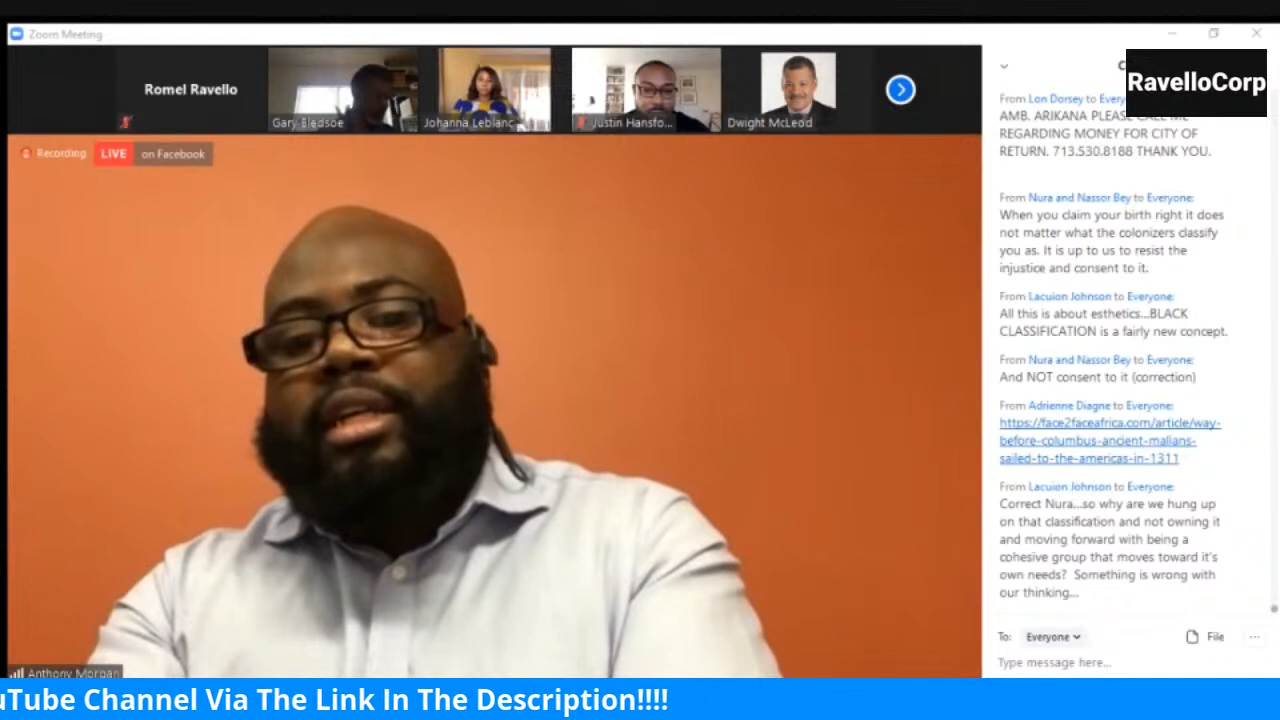 Zoom Meeting
Romel Ravello
Gary Bledsoe
Johanna Leblanc
Justin Hansfo...
Dwight McLeod
Recording
LIVE on Facebook
Anthony Morgan
RavelloCorp
From Lon Dorsey to
AMB. ARIKANA
REGARDING MONEY FOR CITY OF
RETURN. 713.530.8188 THANK YOU.
From Nura and Nassor Bey to Everyone:
When you claim your birth right it does
not matter what the colonizers classify
you as. It is up to us to resist the
injustice and consent to it.
From Lacuion Johnson to Everyone:
All this is about esthetics...BLACK
CLASSIFICATION is a fairly new concept.
From Nura and Nassor Bey to Everyone:
And NOT consent to it (correction)
From Adrienne Diagne to Everyone:
https://face2faceafrica.com/article/way-
before-columbus-ancient-malians-
sailed-to-the-americas-in-1311
From Lacuion Johnson to Everyone:
Correct Nura...so why are we hung up
on that classification and not owning it
and moving forward with being a
cohesive group that moves toward it's
own needs? Something is wrong with
our thinking...
To: Everyone
File
Type message here...
uTube Channel Via The Link In The Description!!!!